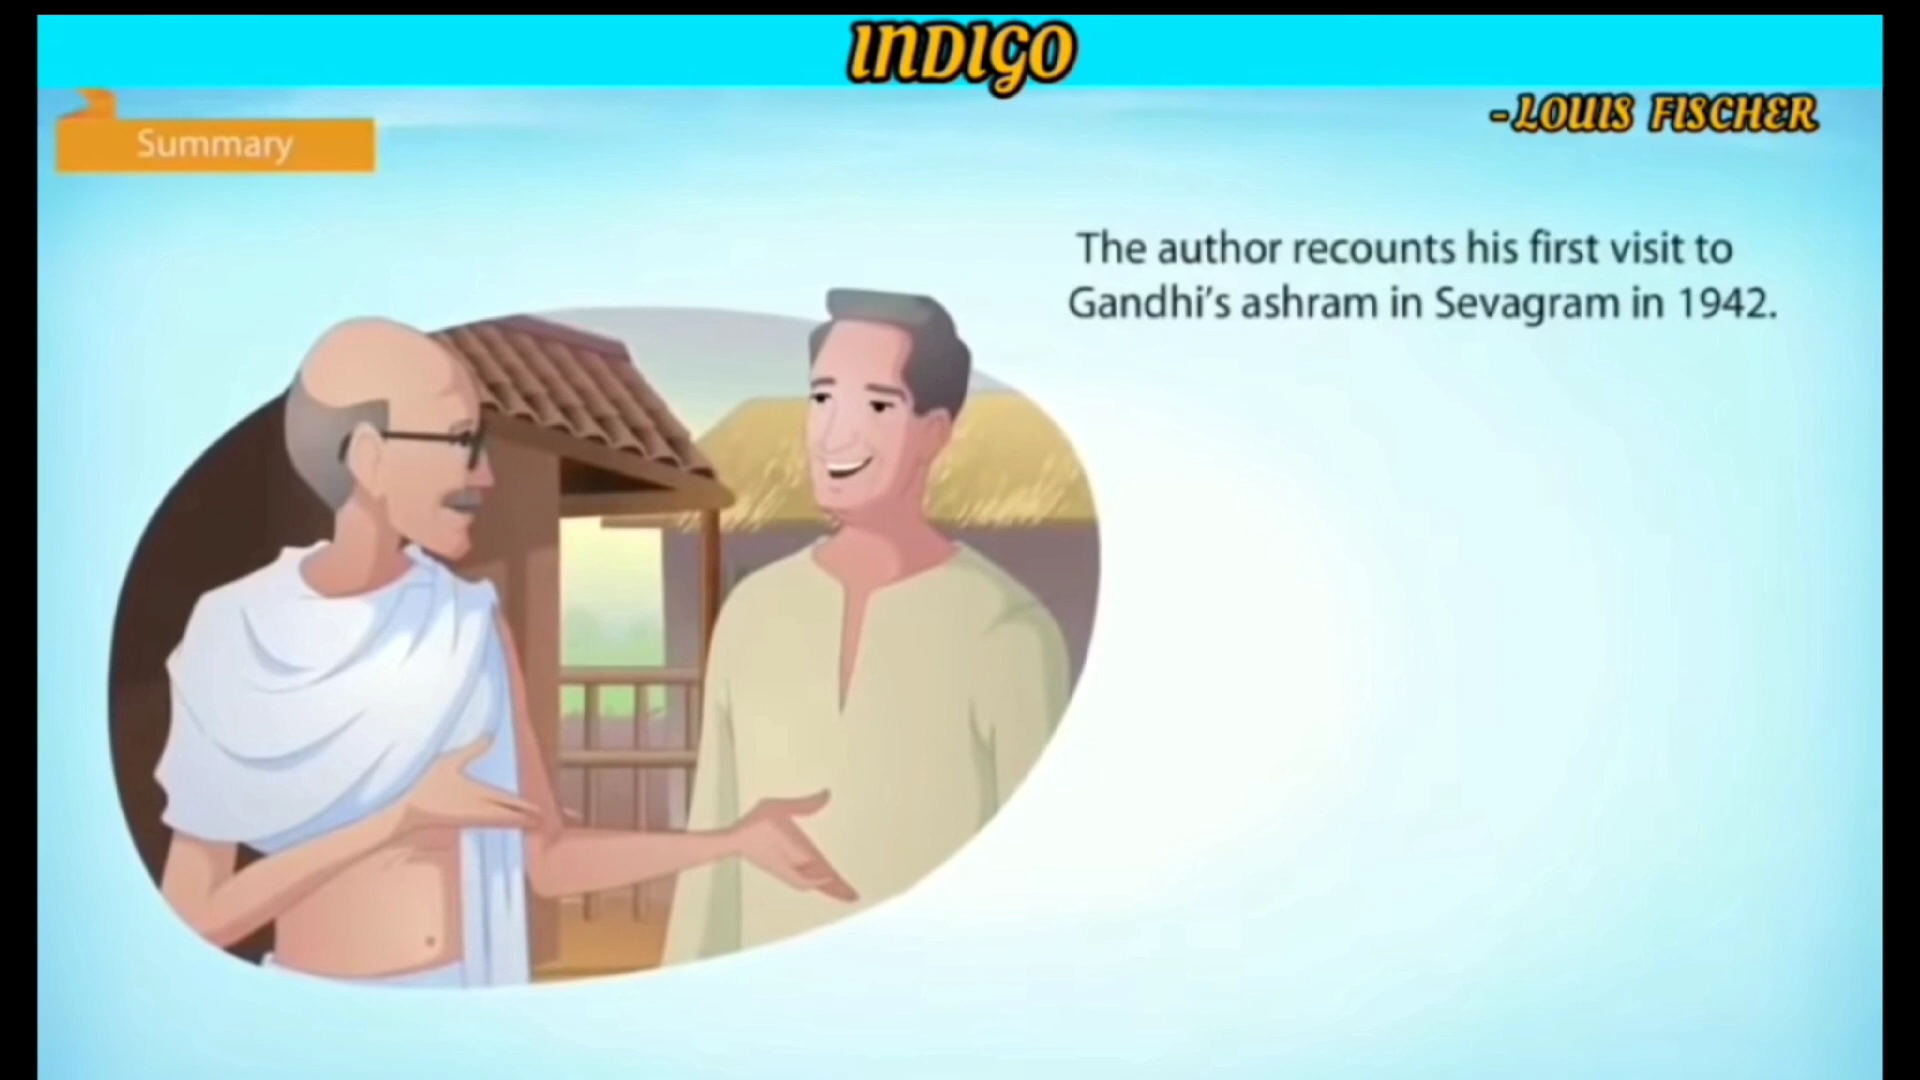 INDIGO
- LOUIS FISCHER
Summary
The author recounts his first visit to
Gandhi's ashram in Sevagram in 1942.